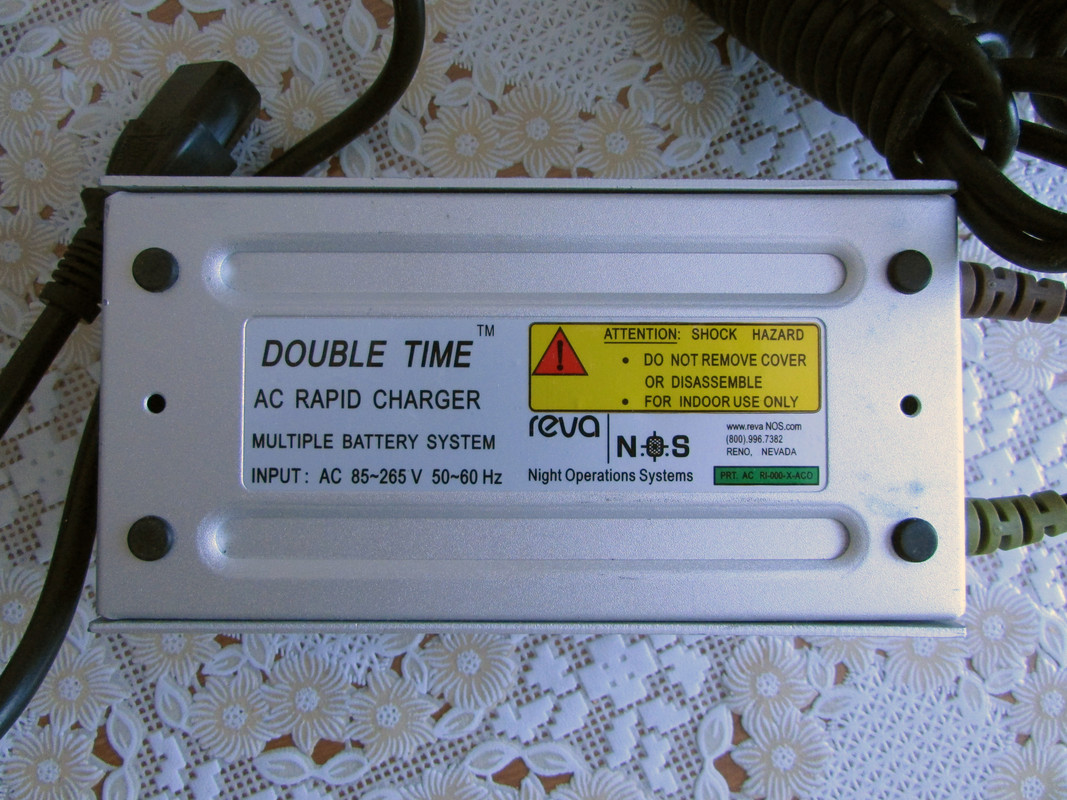 DOUBLE TIME™
AC RAPID CHARGER
MULTIPLE BATTERY SYSTEM
INPUT: AC 85~265 V 50~60 Hz
ATTENTION: SHOCK HAZARD
• DO NOT REMOVE COVER
OR DISASSEMBLE
• FOR INDOOR USE ONLY
reva
NOS
Night Operations Systems
www.reva NOS.com
(800).996.7382
RENO, NEVADA
PRT. AC RI-000-X-ACO